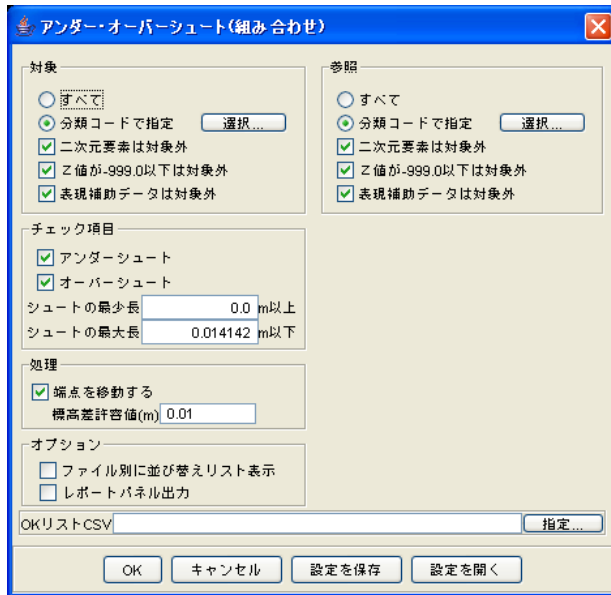 アンダー・オーバーシュート(組み合わせ)
対象
すべて
分類コードで指定 選択...
二次元要素は対象外
Z値が-999.0以下は対象外
表現補助データは対象外
参照
すべて
分類コードで指定 選択...
二次元要素は対象外
Z値が-999.0以下は対象外
表現補助データは対象外
チェック項目
アンダーシュート
オーバーシュート
シュートの最少長 0.0 m以上
シュートの最大長 0.014142 m以下
処理
端点を移動する
標高差許容値(m) 0.01
オプション
ファイル別に並び替えリスト表示
レポートパネル出力
OKリストCSV 指定...
OK キャンセル 設定を保存 設定を開く